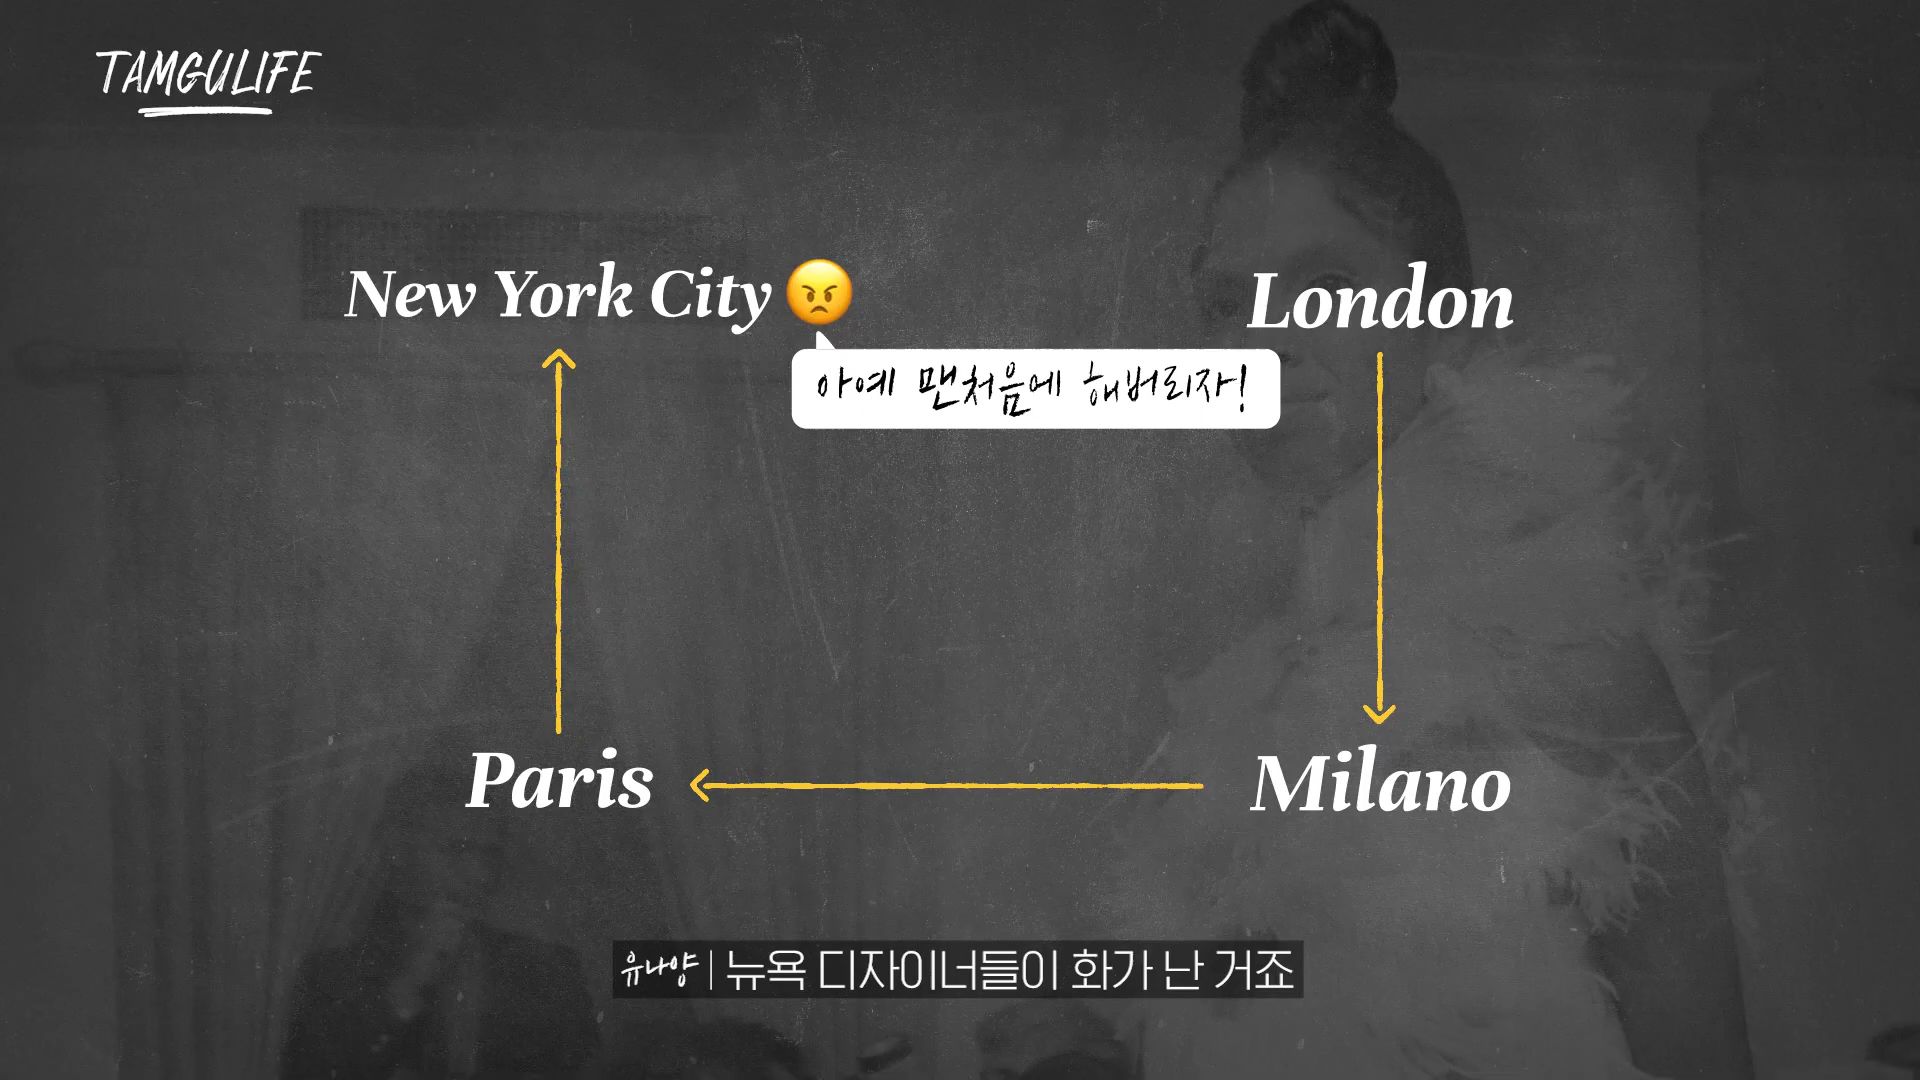 TAMGULIFE
New York City 😠
London
아예 맨처음에 해버리자!
Paris
Milano
유나양 | 뉴욕 디자이너들이 화가 난 거죠